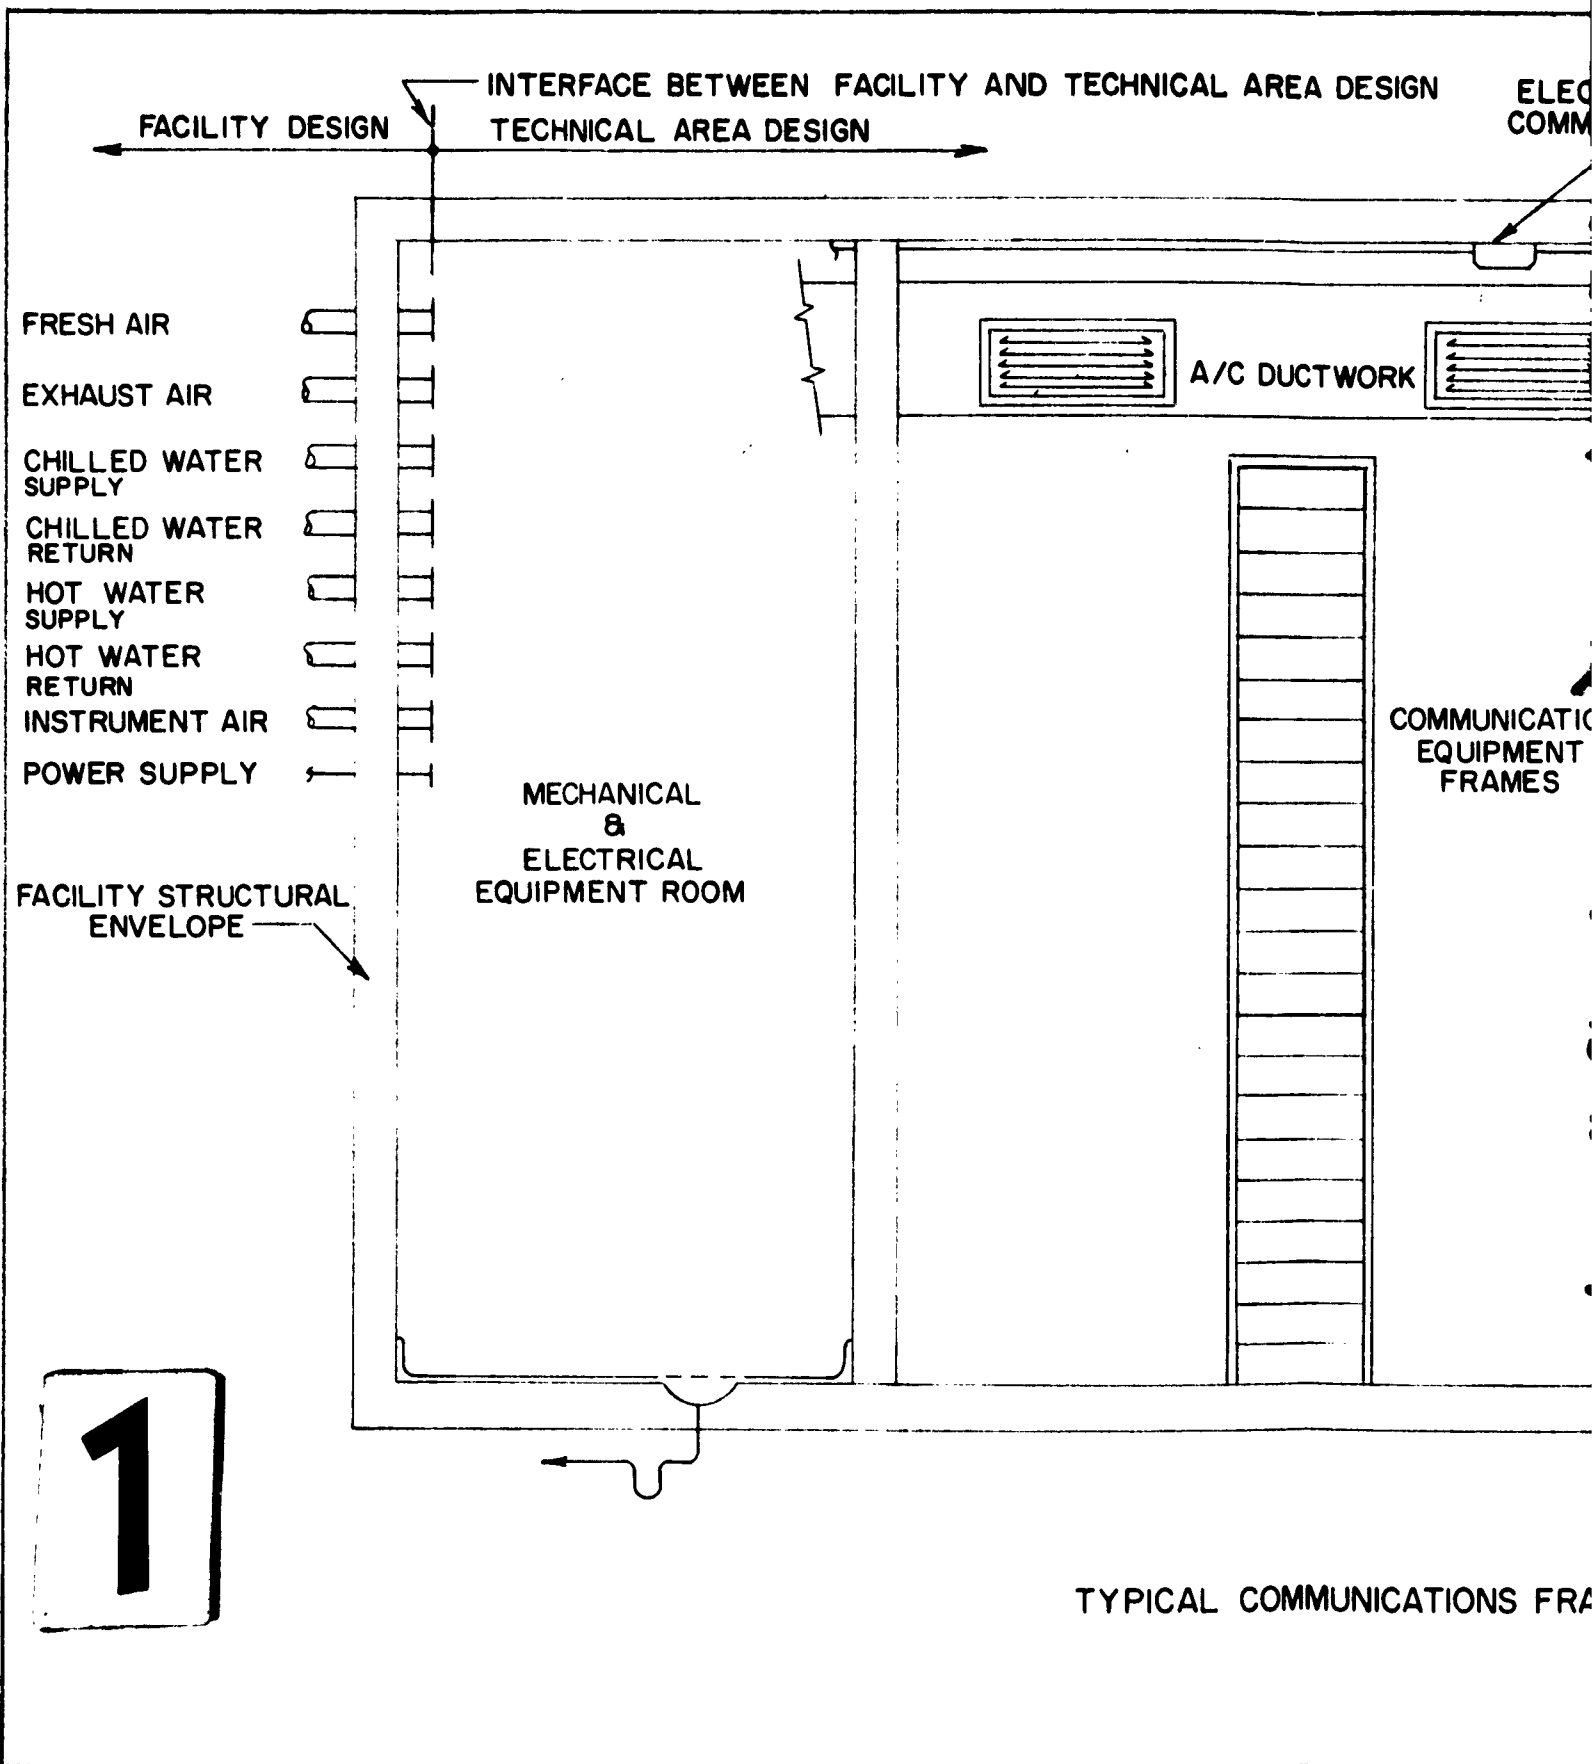 INTERFACE BETWEEN FACILITY AND TECHNICAL AREA DESIGN
FACILITY DESIGN
TECHNICAL AREA DESIGN
FRESH AIR
EXHAUST AIR
CHILLED WATER
SUPPLY
CHILLED WATER
RETURN
HOT WATER
SUPPLY
HOT WATER
RETURN
INSTRUMENT AIR
POWER SUPPLY
FACILITY STRUCTURAL
ENVELOPE
MECHANICAL
&
ELECTRICAL
EQUIPMENT ROOM
A/C DUCTWORK
EQUIPMENT
FRAMES
1
TYPICAL COMMUNICATIONS